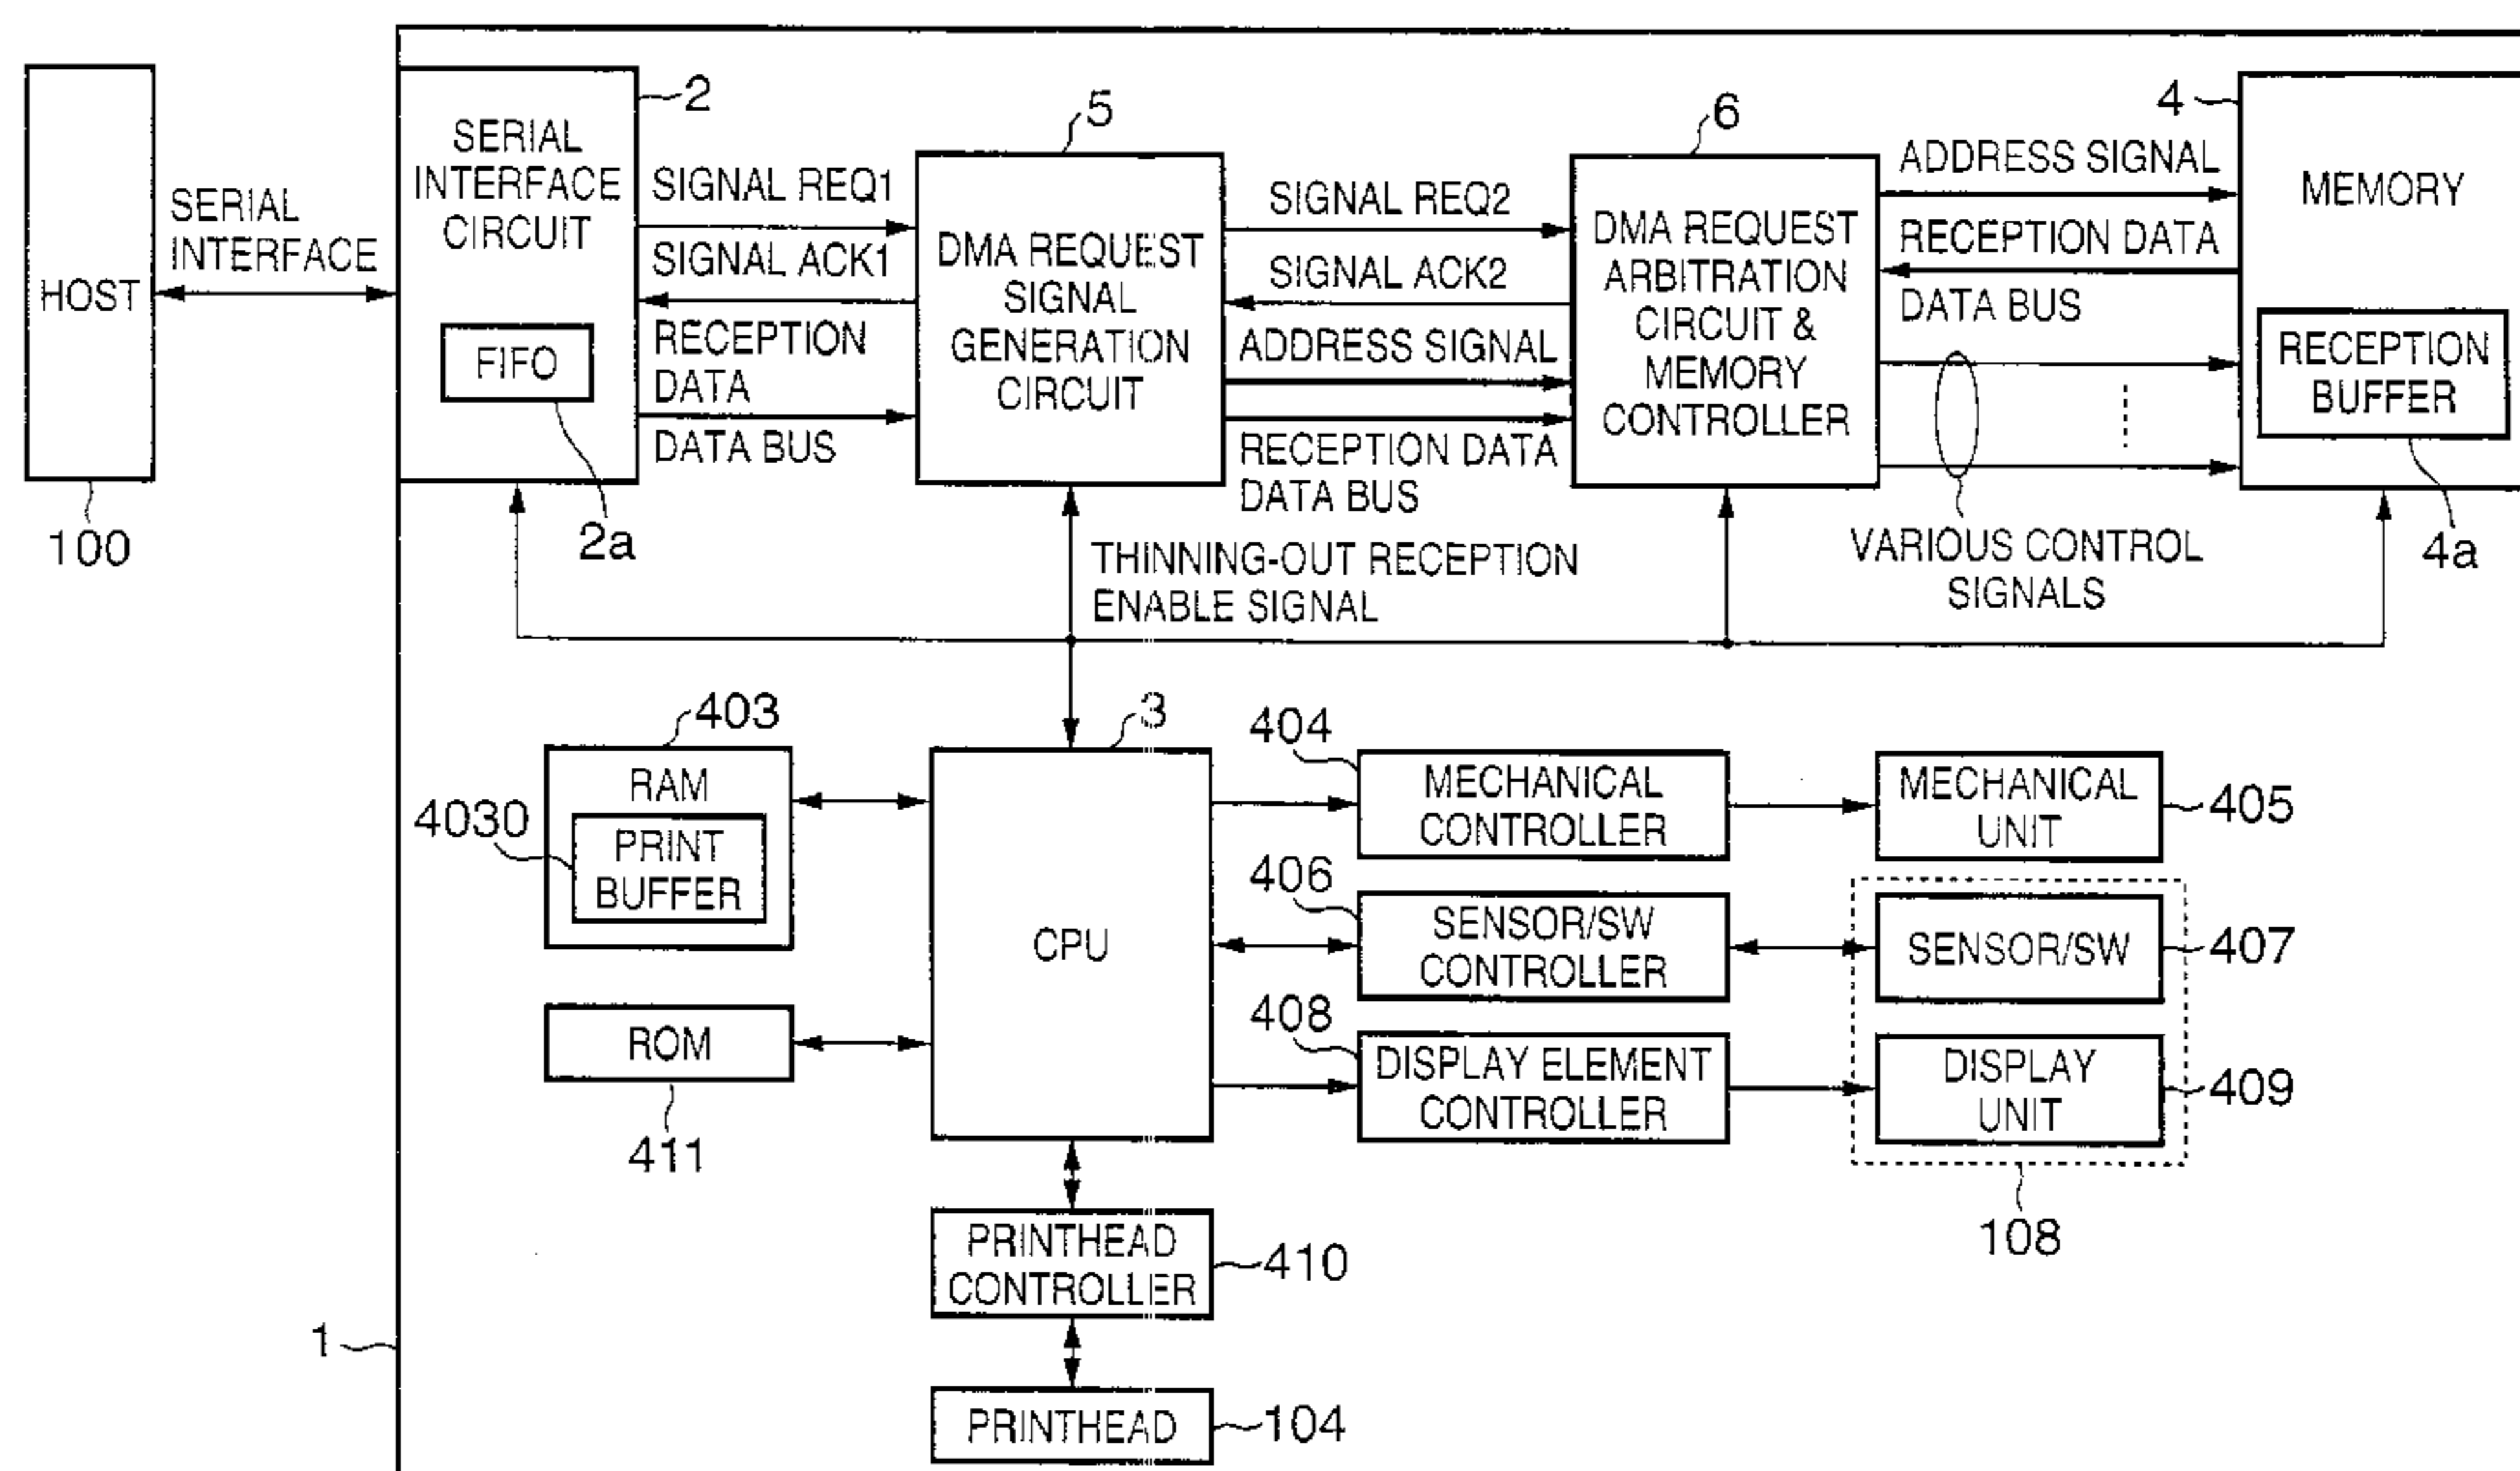 HOST
100
SERIAL
INTERFACE
1
2
SERIAL
INTERFACE
CIRCUIT
FIFO
2a
SIGNAL REQ1
SIGNAL ACK1
RECEPTION
DATA
DATA BUS
5
DMA REQUEST
SIGNAL
GENERATION
CIRCUIT
SIGNAL REQ2
SIGNAL ACK2
ADDRESS SIGNAL
RECEPTION DATA
DATA BUS
6
DMA REQUEST
ARBITRATION
CIRCUIT &
MEMORY
CONTROLLER
ADDRESS SIGNAL
RECEPTION DATA
DATA BUS
VARIOUS CONTROL
SIGNALS
4
MEMORY
RECEPTION
BUFFER
4a
THINNING-OUT RECEPTION
ENABLE SIGNAL
403
RAM
4030
PRINT
BUFFER
ROM
411
3
CPU
404
MECHANICAL
CONTROLLER
MECHANICAL
UNIT
405
406
SENSOR/SW
CONTROLLER
SENSOR/SW
407
408
DISPLAY ELEMENT
CONTROLLER
DISPLAY
UNIT
409
108
PRINTHEAD
CONTROLLER
410
PRINTHEAD
104